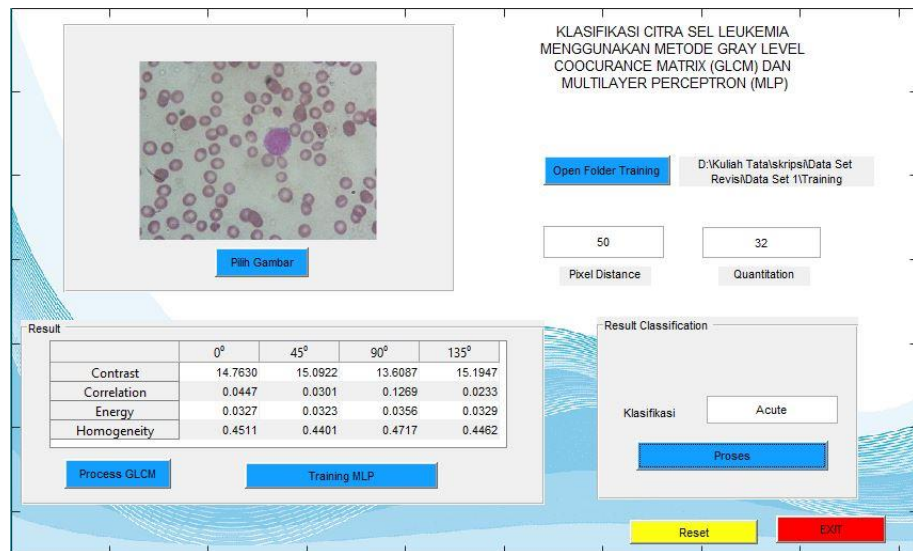 KLASIFIKASI CITRA SEL LEUKEMIA
MENGGUNAKAN METODE GRAY LEVEL
COOCURANCE MATRIX (GLCM) DAN
MULTILAYER PERCEPTRON (MLP)
Pilih Gambar
Open Folder Training
D:\Kuliah Tata\skripsi\Data Set
Revisi\Data Set 1\Training
50
32
Pixel Distance
Quantitation
Result
0⁰ 45⁰ 90⁰ 135⁰
Contrast 14.7630 15.0922 13.6087 15.1947
Correlation 0.0447 0.0301 0.1269 0.0233
Energy 0.0327 0.0323 0.0356 0.0329
Homogeneity 0.4511 0.4401 0.4717 0.4462
Process GLCM
Training MLP
Result Classification
Klasifikasi
Acute
Proses
Reset
EXIT